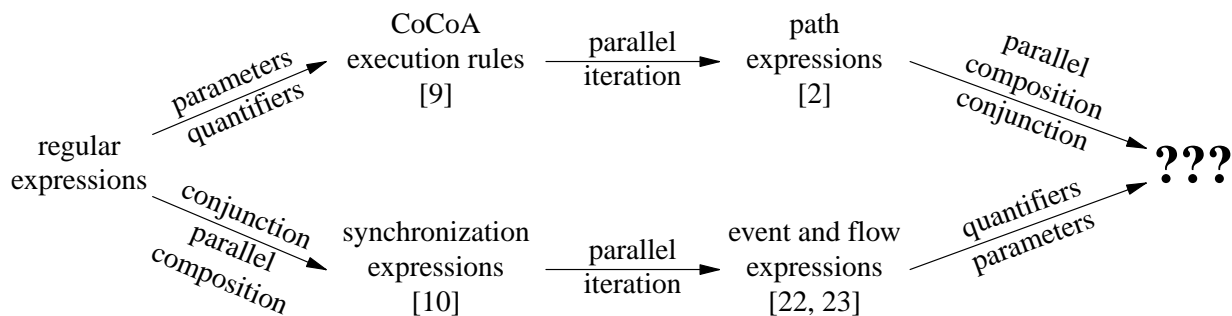 regular
expressions
parameters
quantifiers
CoCoA
execution rules
[9]
parallel
iteration
path
expressions
[2]
parallel
composition
conjunction
conjunction
parallel
composition
synchronization
expressions
[10]
parallel
iteration
event and flow
expressions
[22, 23]
quantifiers
parameters
???